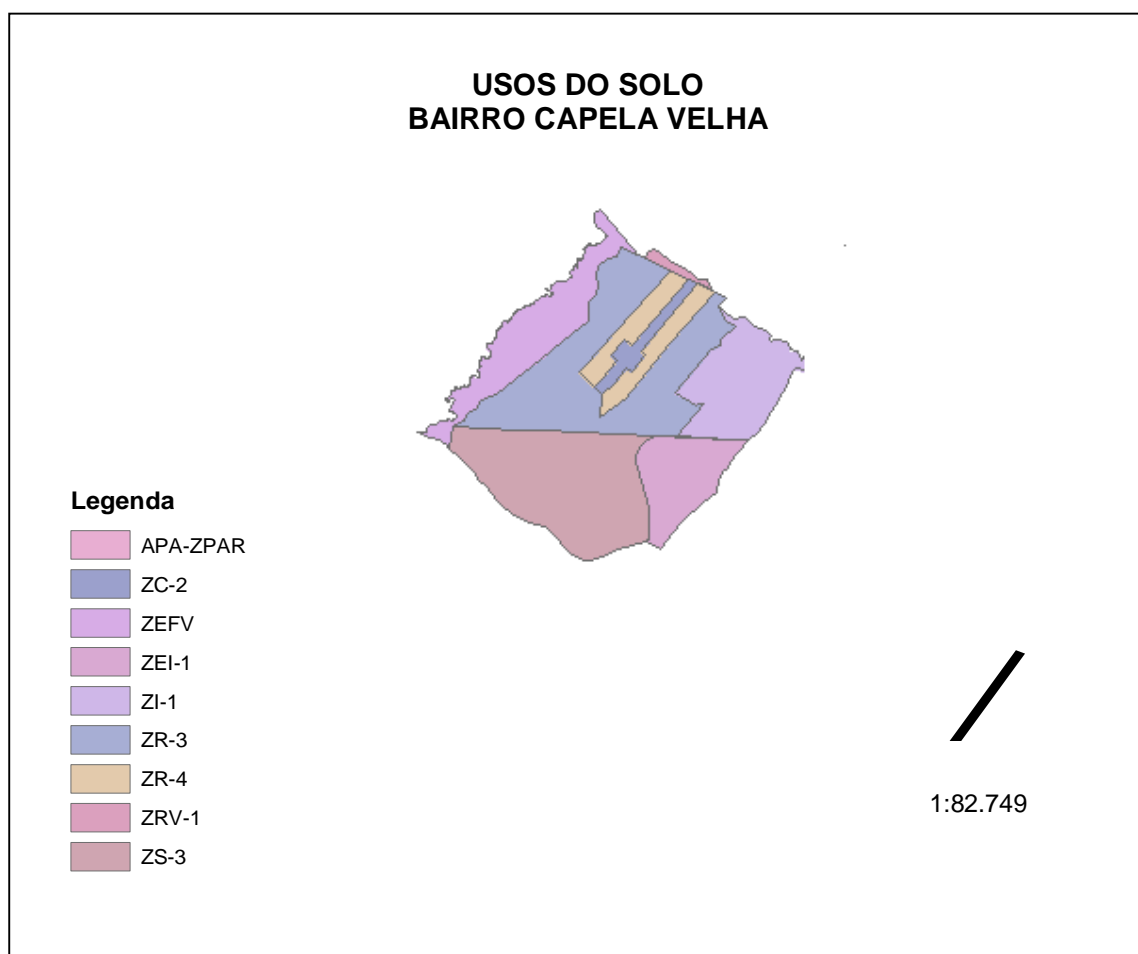 USOS DO SOLO
BAIRRO CAPELA VELHA
Legenda
APA-ZPAR
ZC-2
ZEFV
ZEI-1
ZI-1
ZR-3
ZR-4
ZRV-1
ZS-3
1:82.749